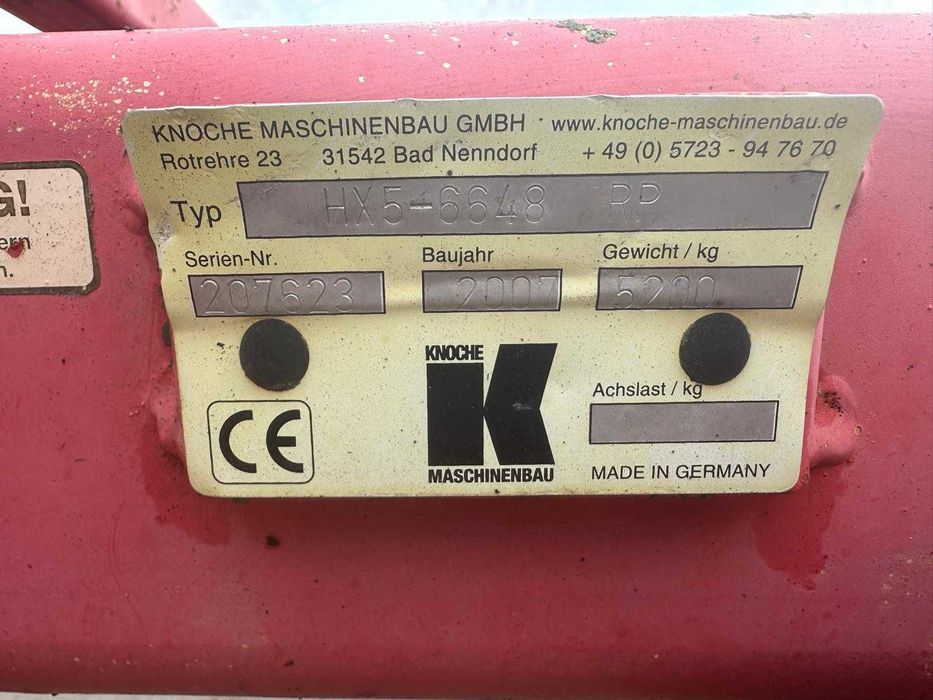 KNOCHE MASCHINENBAU GMBH www.knoche-maschinenbau.de
Rotrehre 23 31542 Bad Nenndorf + 49 (0) 5723 - 94 76 70
Typ HX5-6648 RP
Serien-Nr. Baujahr Gewicht / kg
207623 2007 5200
KNOCHE
K
MASCHINENBAU
CE
Achslast / kg
MADE IN GERMANY
G!
ern
n.